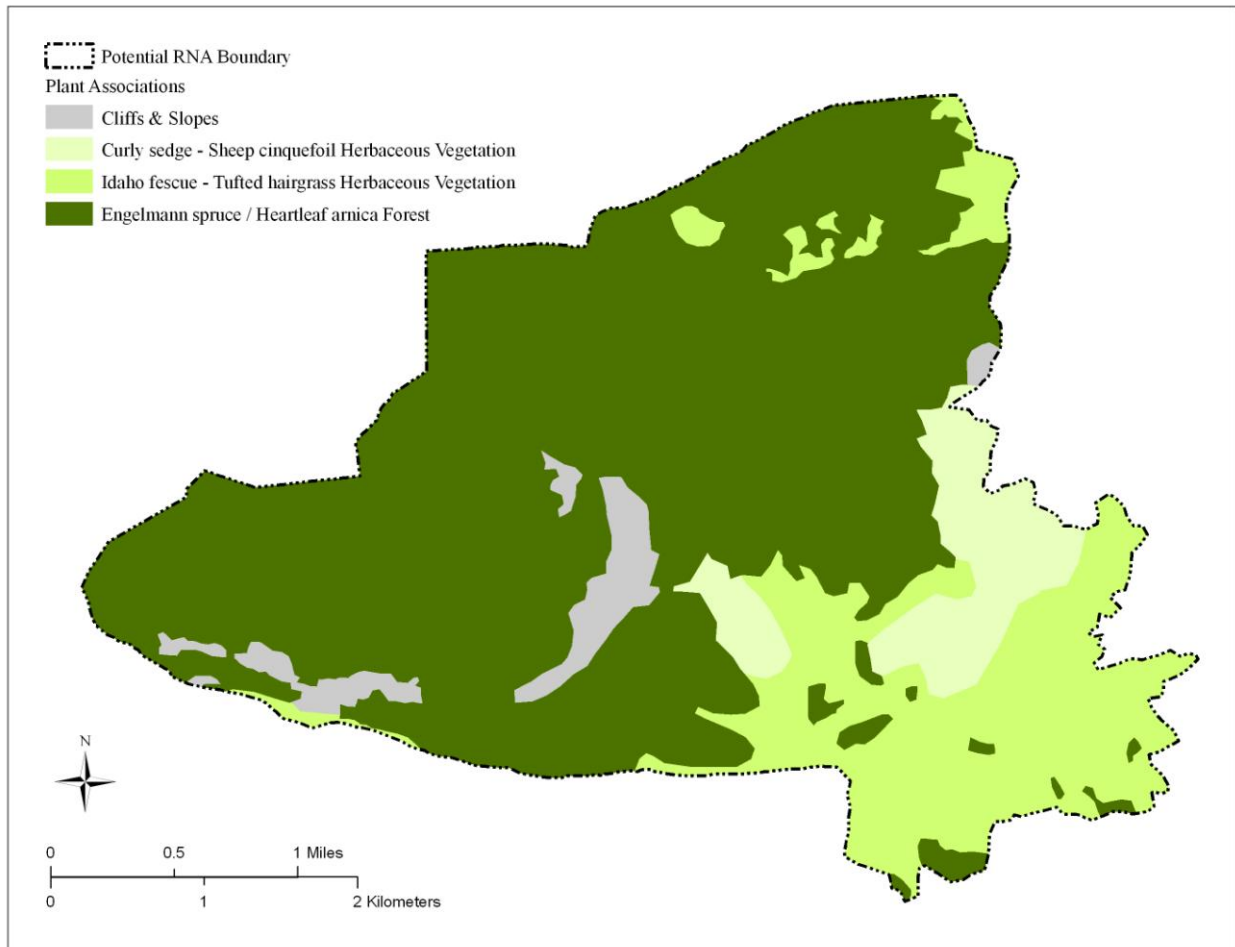 Potential RNA Boundary
Plant Associations
Cliffs & Slopes
Curly sedge - Sheep cinquefoil Herbaceous Vegetation
Idaho fescue - Tufted hairgrass Herbaceous Vegetation
Engelmann spruce / Heartleaf arnica Forest
N
0 0.5 1 Miles
0 1 2 Kilometers